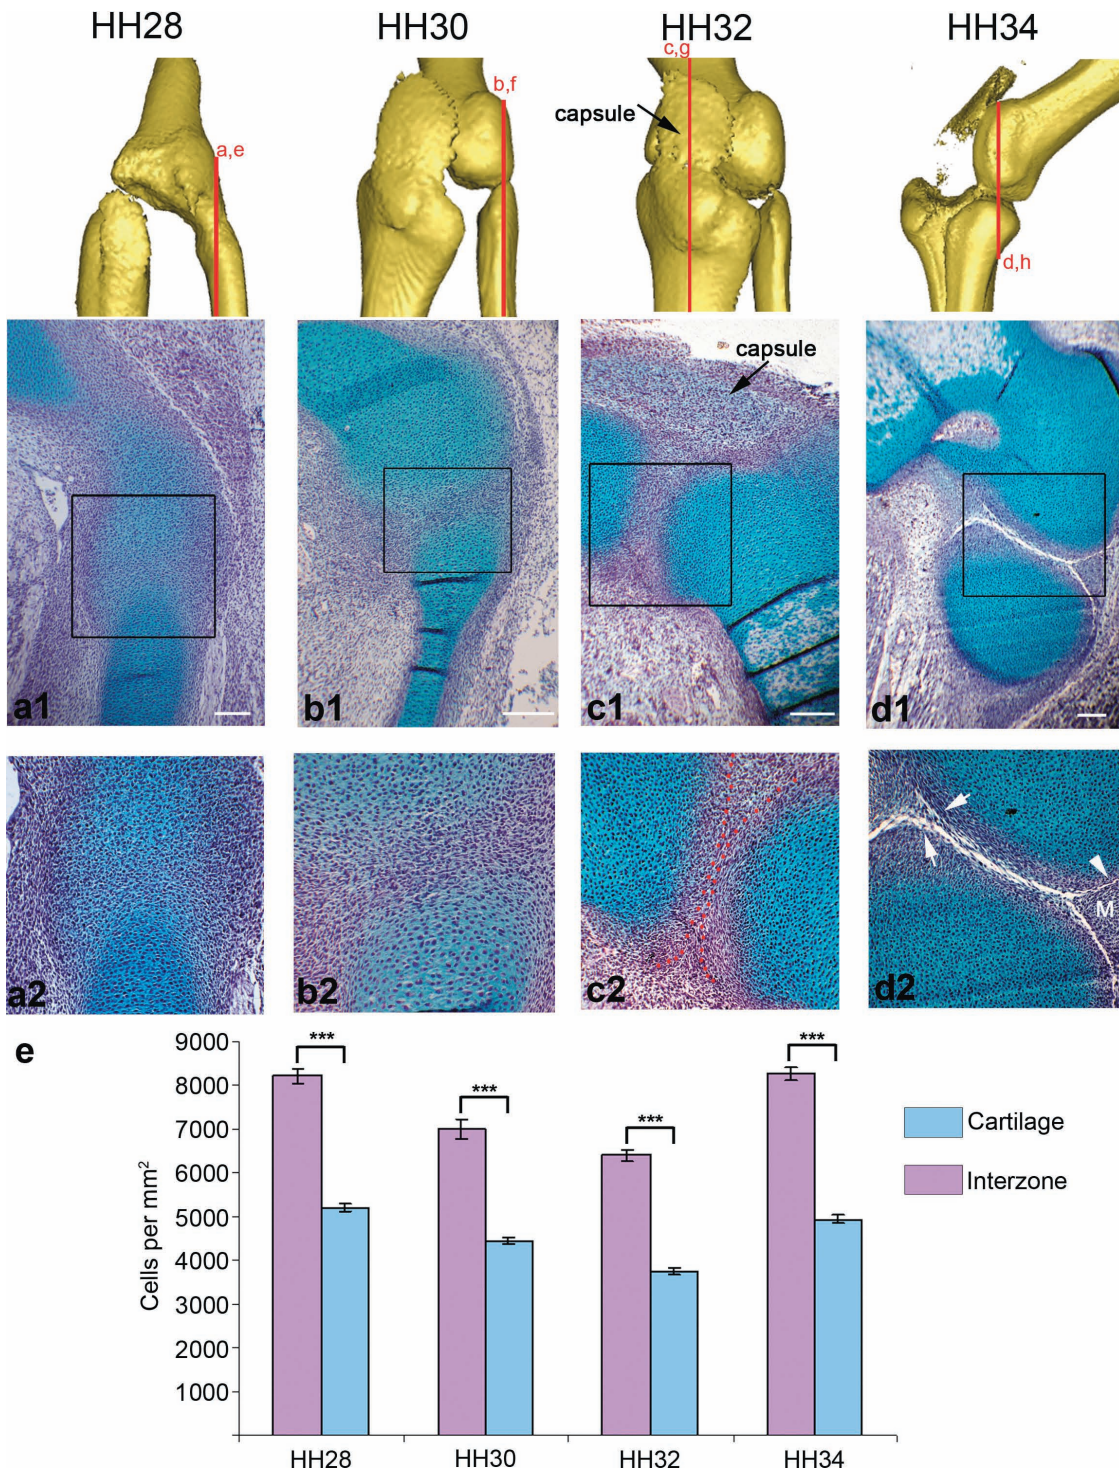 HH28 HH30 HH32 HH34
a,e
b,f
c,g
capsule
d,h
capsule
a1 b1 c1 d1
M
a2 b2 c2 d2
e
9000
8000
7000
6000
5000
4000
3000
2000
1000
Cells per mm²
*** *** *** ***
Cartilage
Interzone
HH28 HH30 HH32 HH34